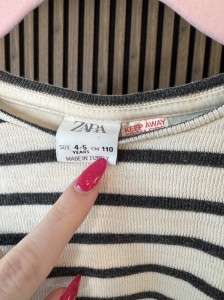 ZARA
SIZE 4-5 YEARS CM 110
MADE IN TURKEY
KEEP AWAY